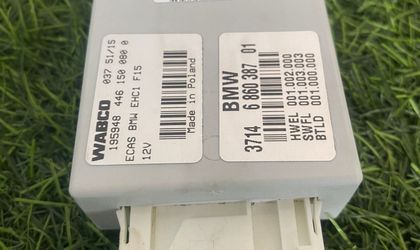 WABCO 037 51/15
195948 446 150 080 0
ECAS BMW EHC1 F15
12V
Made in Poland
BMW
3714 6 860 387 01
HWEL 001.002.000
SWFL 001.003.000
BTLD 001.000.000